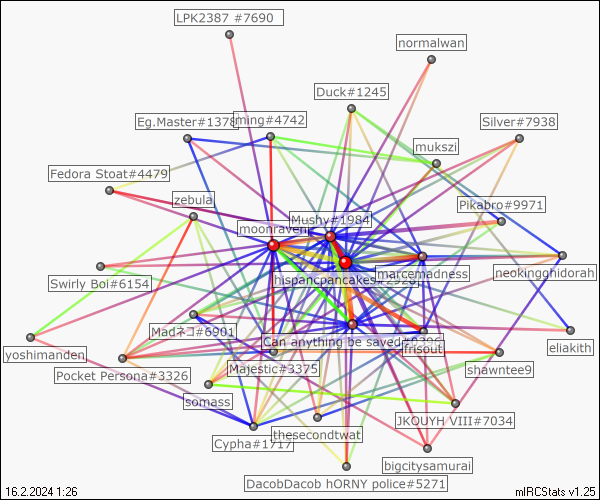 LPK2387 #7690
normalwan
Duck#1245
Eg.Master#1378
ming#4742
Silver#7938
mukszi
Fedora Stoat#4479
zebula
Pikabro#9971
Mushy#1984
moonraven
marcemadness
neokingghidorah
hispancpancakes
Swirly Boi#6154
Madネコ#6901
eliakith
Can anything be saved
frisout
yoshimanden
Majestic#3375
Pocket Persona#3326
shawntee9
somass
JKQUYH VIII#7034
Cypha#1717
thesecondtwat
bigcitysamurai
DacobDacob hORNY police#5271
16.2.2024 1:26
mIRCStats v1.25